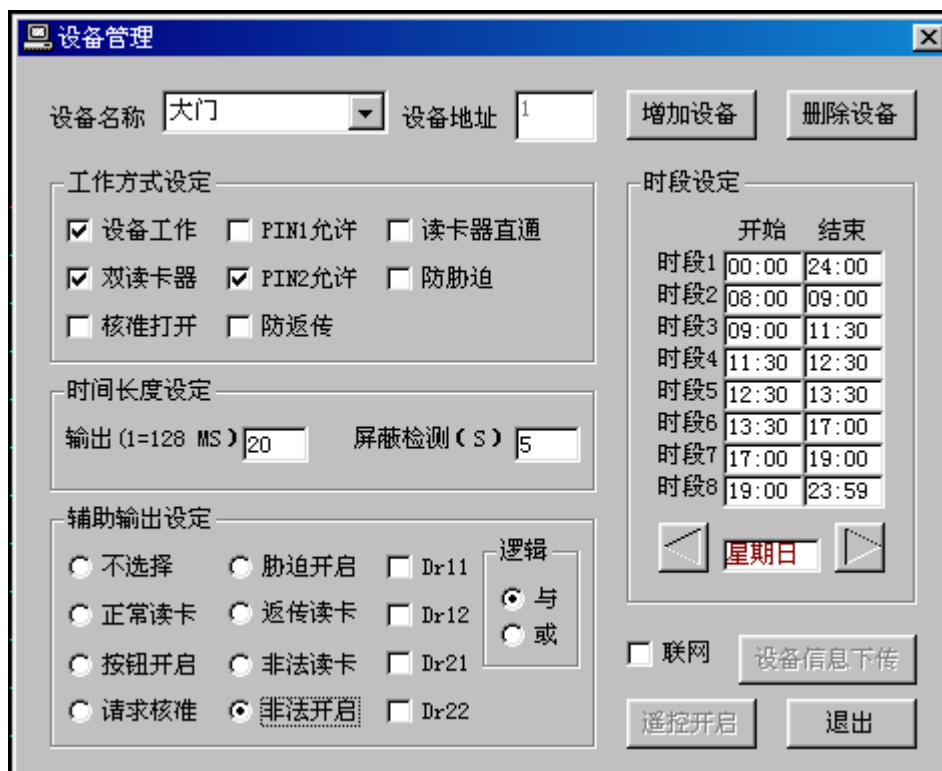 设备管理
设备名称 大门 设备地址 1 增加设备 删除设备
工作方式设定
设备工作 PIN1允许 读卡器直通
双读卡器 PIN2允许 防胁迫
核准打开 防返传
时间长度设定
输出(1=128 MS) 20 屏蔽检测(S) 5
辅助输出设定
不选择 胁迫开启 Dr11
正常读卡 返传读卡 Dr12
按钮开启 非法读卡 Dr21
请求核准 非法开启 Dr22
逻辑
与
或
时段设定
开始 结束
时段1 00:00 24:00
时段2 08:00 09:00
时段3 09:00 11:30
时段4 11:30 12:30
时段5 12:30 13:30
时段6 13:30 17:00
时段7 17:00 19:00
时段8 19:00 23:59
星期日
联网 设备信息下传
遥控开启 退出